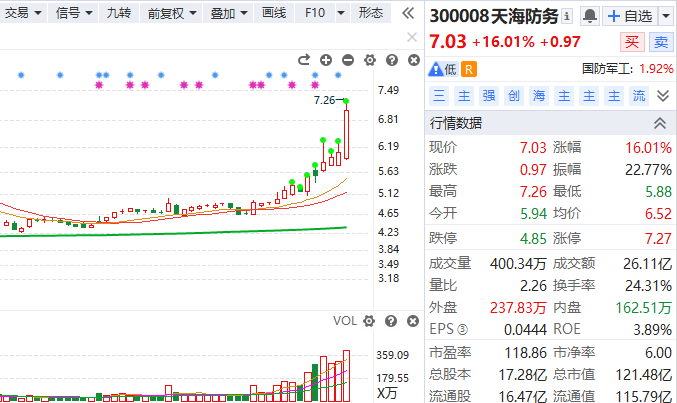 交易 信号 九转 前复权 叠加 画线 F10 形态
7.26
7.49
6.81
6.19
5.63
5.12
4.65
4.23
3.84
3.49
3.18
VOL
359.09
179.55
X万
300008 天海防务 自选
7.03 +16.01% +0.97 买 卖
低 R 国防军工: 1.92%
三 主 强 创 海 主 主 主 流
行情数据
现价 7.03 涨幅 16.01%
涨跌 0.97 振幅 22.77%
最高 7.26 最低 5.88
今开 5.94 均价 6.52
跌停 4.85 涨停 7.27
成交量 400.34万 成交额 26.11亿
量比 2.26 换手率 24.31%
外盘 237.83万 内盘 162.51万
EPS③ 0.0444 ROE 3.89%
市盈率 118.86 市净率 6.00
总股本 17.28亿 总市值 121.48亿
流通股 16.47亿 流通值 115.79亿